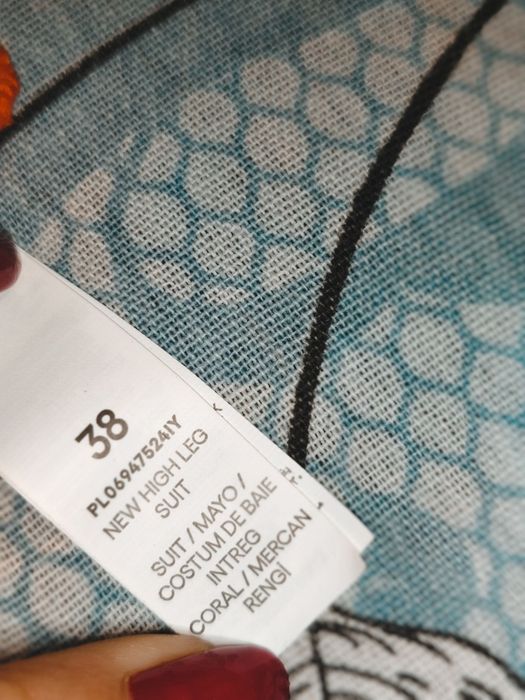 38
PL06947524IY
NEW HIGH LEG
SUIT
SUIT / MAYO /
COSTUM DE BAIE
INTREG
CORAL / MERCAN
RENGİ